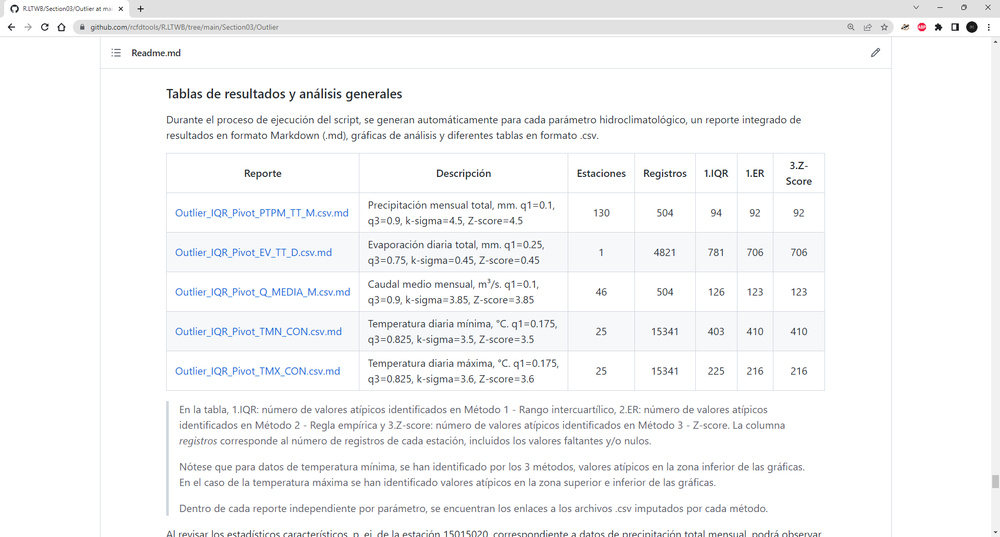 R.LTWB/Section03/Outlier at mai
github.com/rcfdtools/R.LTWB/tree/main/Section03/Outlier
ABP
Readme.md
Tablas de resultados y análisis generales
Durante el proceso de ejecución del script, se generan automáticamente para cada parámetro hidroclimatológico, un reporte integrado de
resultados en formato Markdown (.md), gráficas de análisis y diferentes tablas en formato .csv.
Reporte Descripción Estaciones Registros 1.IQR 1.ER 3.Z-
Score
Outlier_IQR_Pivot_PTPM_TT_M.csv.md Precipitación mensual total, mm. q1=0.1,
q3=0.9, k-sigma=4.5, Z-score=4.5 130 504 94 92 92
Outlier_IQR_Pivot_EV_TT_D.csv.md Evaporación diaria total, mm. q1=0.25,
q3=0.75, k-sigma=0.45, Z-score=0.45 1 4821 781 706 706
Outlier_IQR_Pivot_Q_MEDIA_M.csv.md Caudal medio mensual, m³/s. q1=0.1,
q3=0.9, k-sigma=3.85, Z-score=3.85 46 504 126 123 123
Outlier_IQR_Pivot_TMN_CON.csv.md Temperatura diaria mínima, °C. q1=0.175,
q3=0.825, k-sigma=3.5, Z-score=3.5 25 15341 403 410 410
Outlier_IQR_Pivot_TMX_CON.csv.md Temperatura diaria máxima, °C. q1=0.175,
q3=0.825, k-sigma=3.6, Z-score=3.6 25 15341 225 216 216
En la tabla, 1.IQR: número de valores atípicos identificados en Método 1 - Rango intercuartílico, 2.ER: número de valores atípicos
identificados en Método 2 - Regla empírica y 3.Z-score: número de valores atípicos identificados en Método 3 - Z-score. La columna
registros corresponde al número de registros de cada estación, incluidos los valores faltantes y/o nulos.
Nótese que para datos de temperatura mínima, se han identificado por los 3 métodos, valores atípicos en la zona inferior de las gráficas.
En el caso de la temperatura máxima se han identificado valores atípicos en la zona superior e inferior de las gráficas.
Dentro de cada reporte independiente por parámetro, se encuentran los enlaces a los archivos .csv imputados por cada método.
Al revisar los estadísticos característicos, p. ej. de la estación 15015020, correspondiente a datos de precipitación total mensual, podrá observar